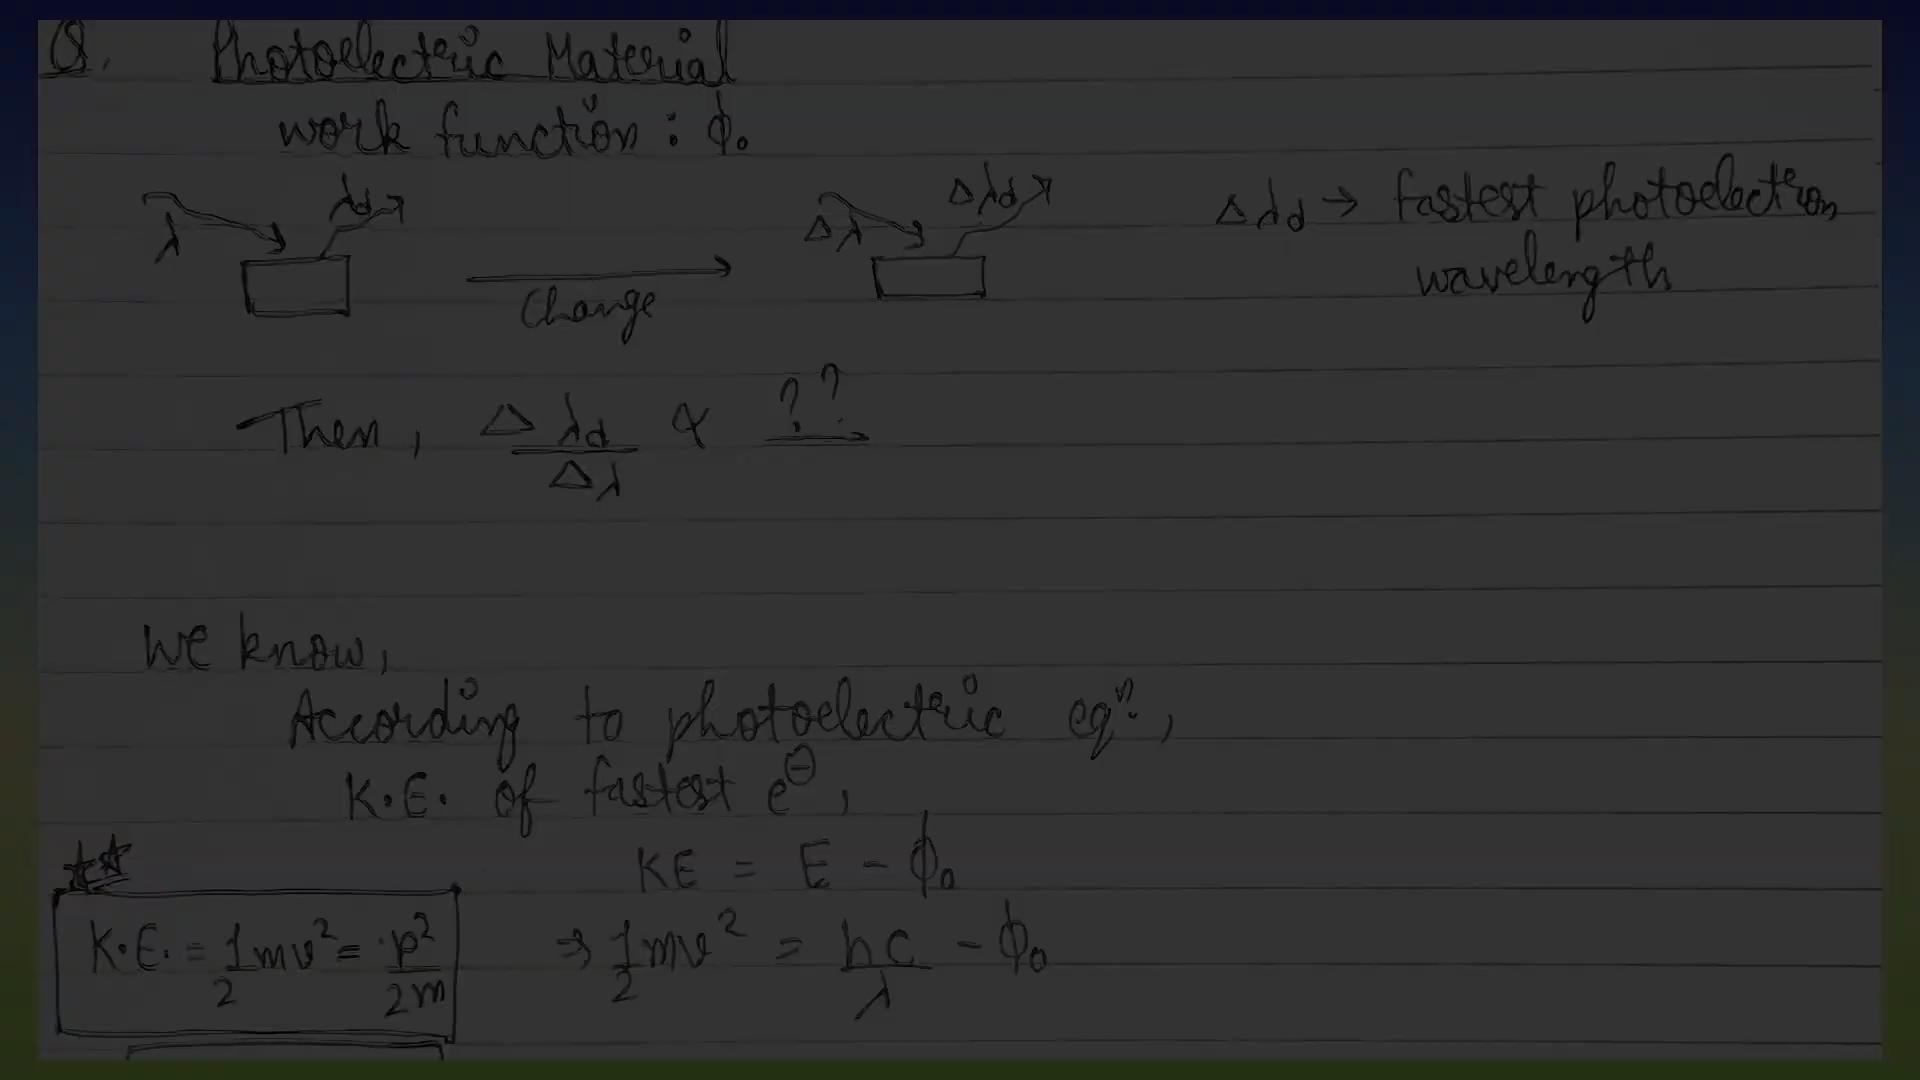 Q. Photoelectric Material
work function : ϕ₀
λ
λd
Change
Δλ
Δλd
Δλd → fastest photoelectron
wavelength
Then, Δλd/Δλ ∝ ??
We know,
According to photoelectric eqⁿ.,
K.E. of fastest e⊖,
KE = E - ϕ₀
K.E. = 1/2 mv² = p²/2m
⇒ 1/2 mv² = hc/λ - ϕ₀